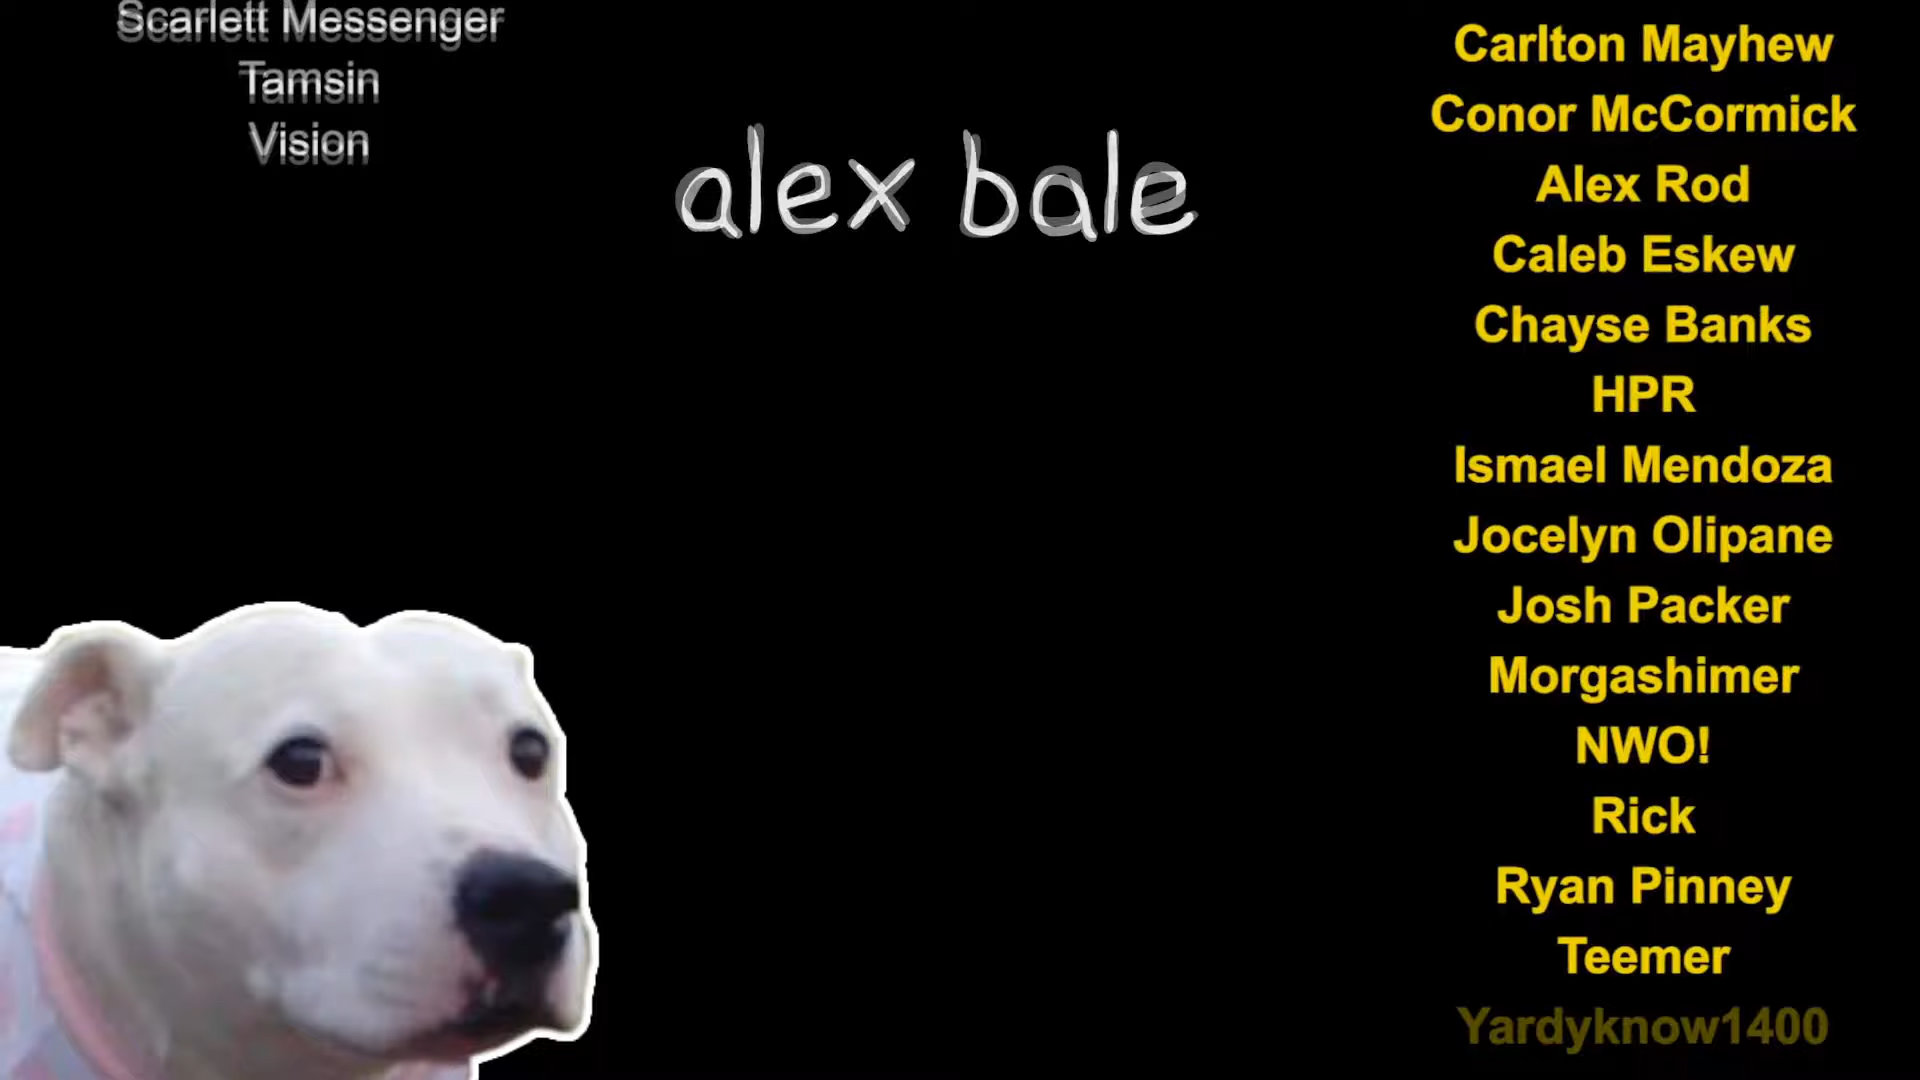 Scarlett Messenger
Tamsin
Vision
alex bale
Carlton Mayhew
Conor McCormick
Alex Rod
Caleb Eskew
Chayse Banks
HPR
Ismael Mendoza
Jocelyn Olipane
Josh Packer
Morgashimer
NWO!
Rick
Ryan Pinney
Teemer
Yardyknow1400